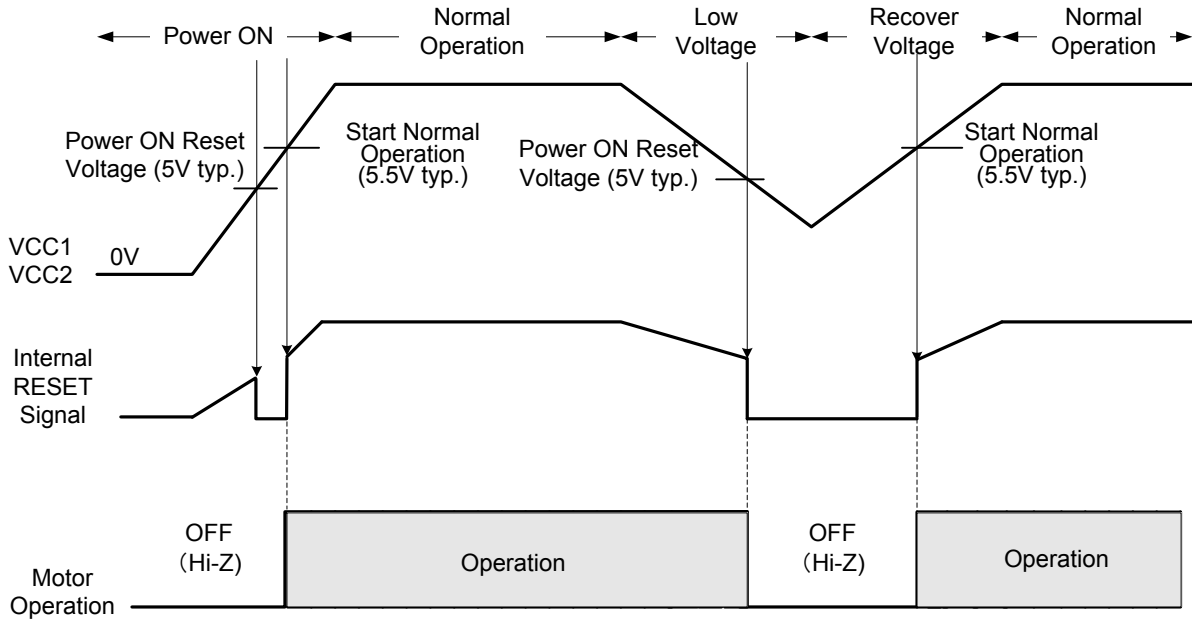 Power ON
Normal
Operation
Low
Voltage
Recover
Voltage
Normal
Operation
Power ON Reset
Voltage (5V typ.)
Start Normal
Operation
(5.5V typ.)
Power ON Reset
Voltage (5V typ.)
Start Normal
Operation
(5.5V typ.)
VCC1
VCC2
0V
Internal
RESET
Signal
OFF
(Hi-Z)
Operation
OFF
(Hi-Z)
Operation
Motor
Operation